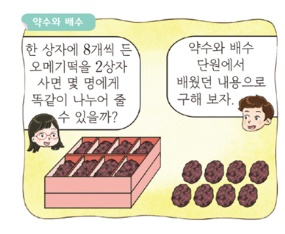 약수와 배수
한 상자에 8개씩 든
오메기떡을 2상자
사면 몇 명에게
똑같이 나누어 줄
수 있을까?
약수와 배수
단원에서
배웠던 내용으로
구해 보자.